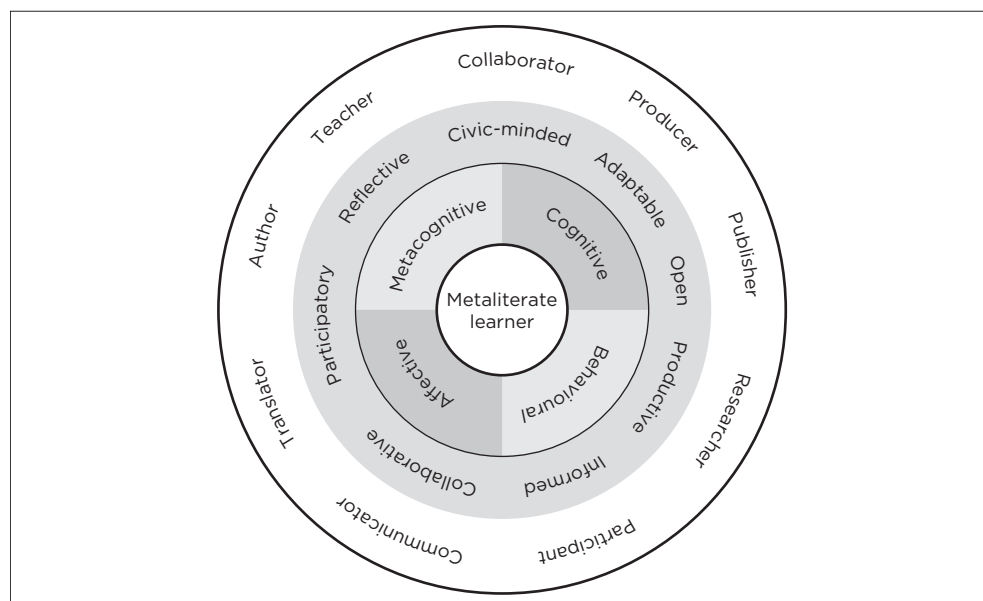 Collaborator
Producer
Publisher
Researcher
Participant
Communicator
Translator
Author
Teacher
Civic-minded
Adaptable
Open
Productive
Informed
Collaborative
Participatory
Reflective
Metacognitive
Cognitive
Behavioural
Affective
Metaliterate
learner